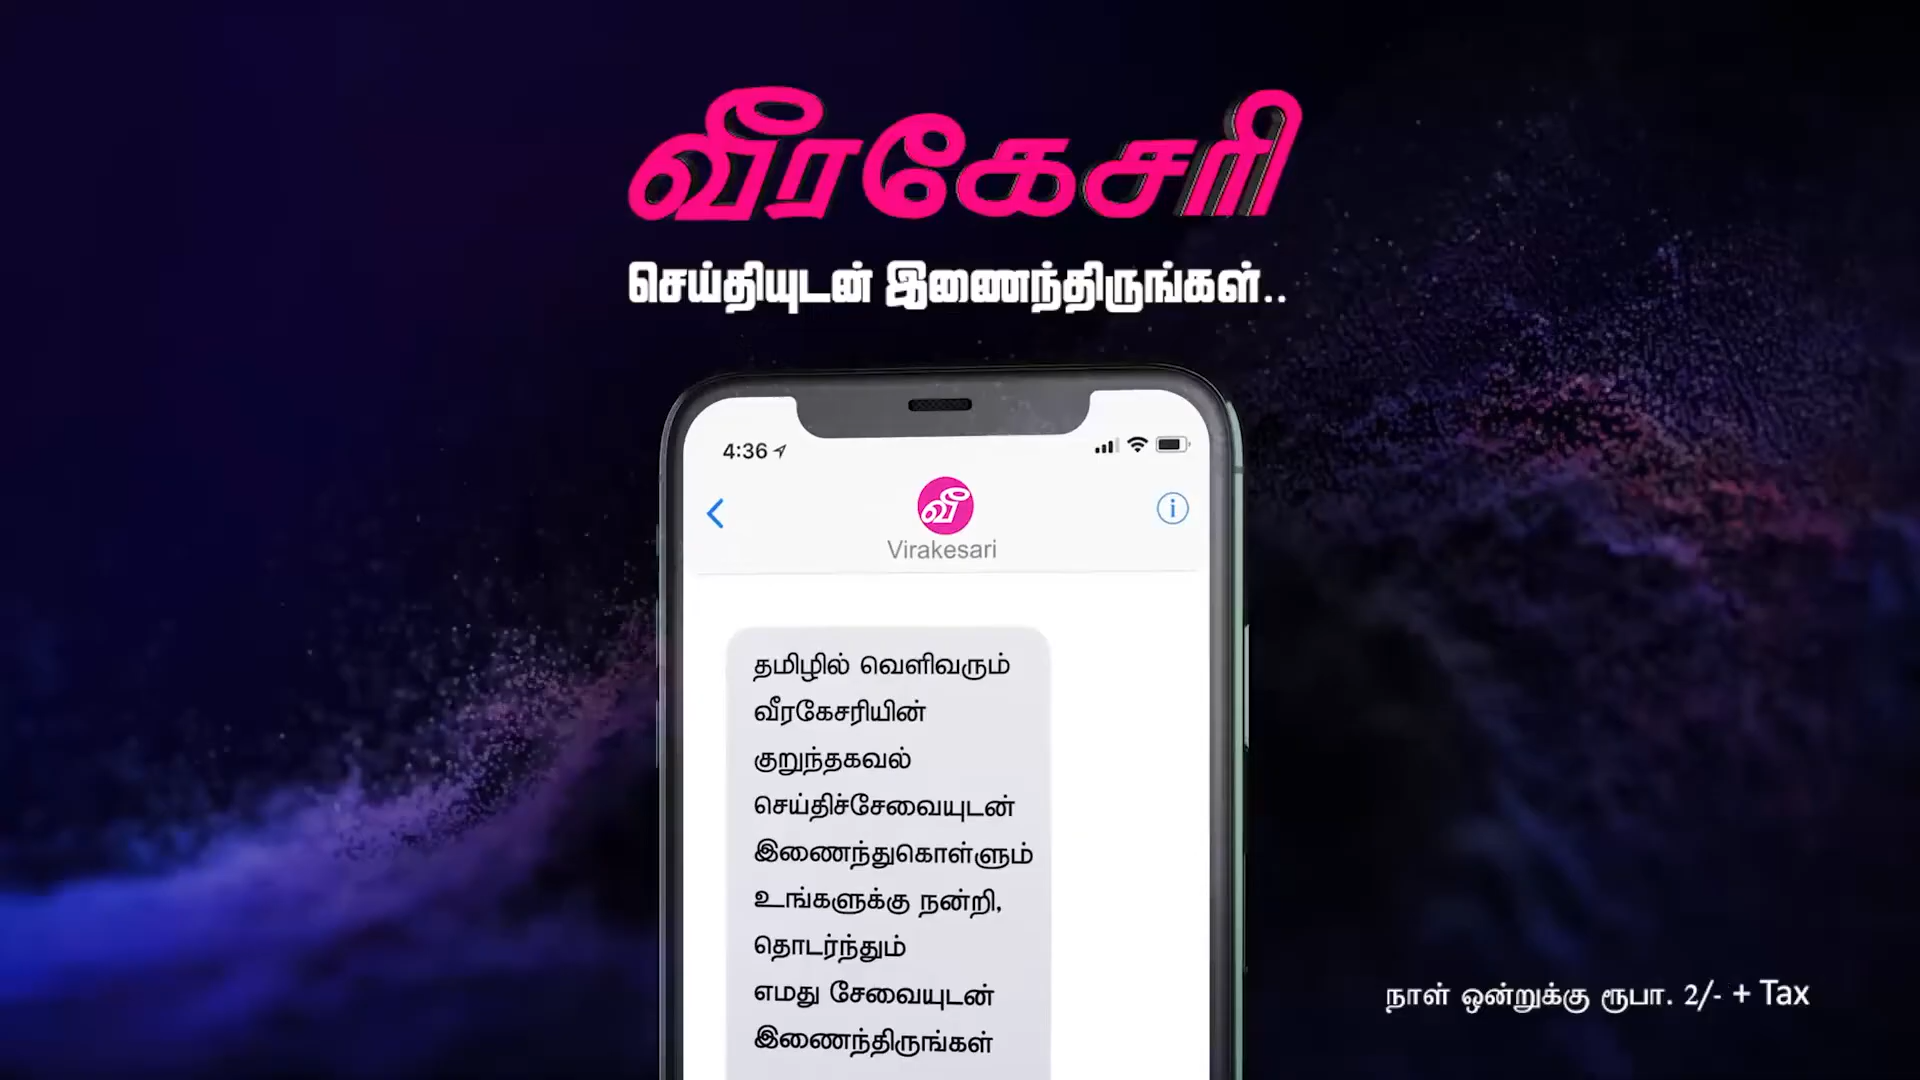 வீரகேசரி
செய்தியுடன் இணைந்திருங்கள்..
4:36
வீ
Virakesari
தமிழில் வெளிவரும்
வீரகேசரியின்
குறுந்தகவல்
செய்திச்சேவையுடன்
இணைந்துகொள்ளும்
உங்களுக்கு நன்றி,
தொடர்ந்தும்
எமது சேவையுடன்
இணைந்திருங்கள்
நாள் ஒன்றுக்கு ரூபா. 2/- + Tax